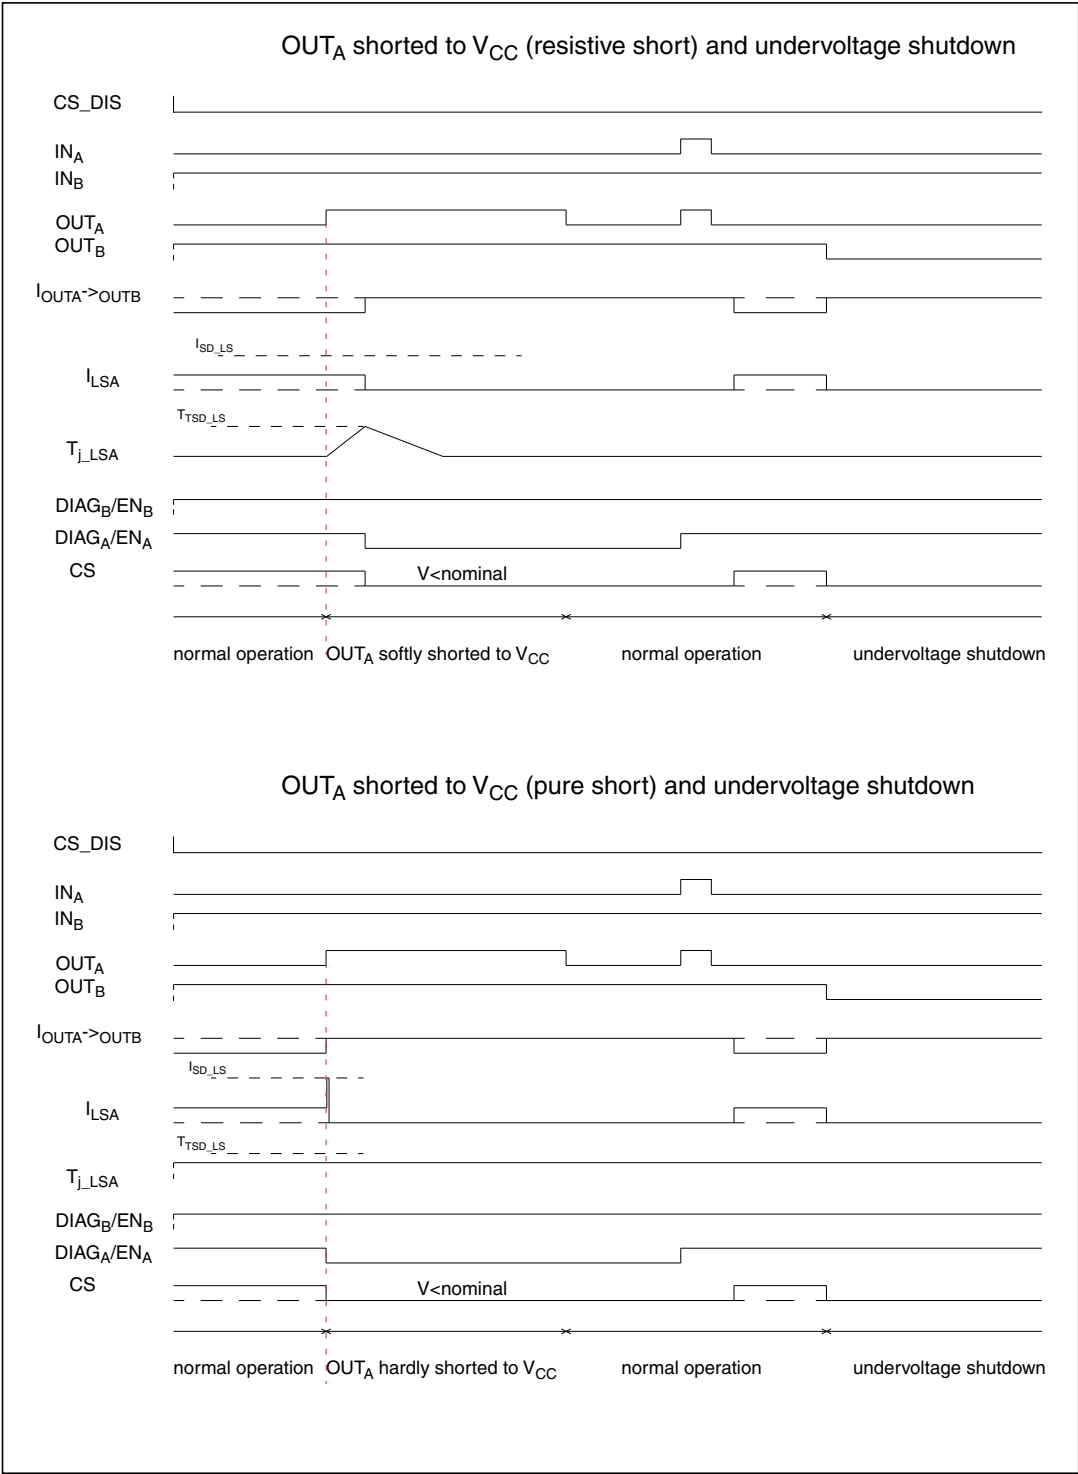 OUTA shorted to VCC (resistive short) and undervoltage shutdown
CS_DIS
INA
INB
OUTA
OUTB
IOUTA->OUTB
ISD_LS
ILSA
TTSD_LS
Tj_LSA
DIAGB/ENB
DIAGA/ENA
CS
V<nominal
normal operation OUTA softly shorted to VCC normal operation undervoltage shutdown
OUTA shorted to VCC (pure short) and undervoltage shutdown
CS_DIS
INA
INB
OUTA
OUTB
IOUTA->OUTB
ISD_LS
ILSA
TTSD_LS
Tj_LSA
DIAGB/ENB
DIAGA/ENA
CS
V<nominal
normal operation OUTA hardly shorted to VCC normal operation undervoltage shutdown